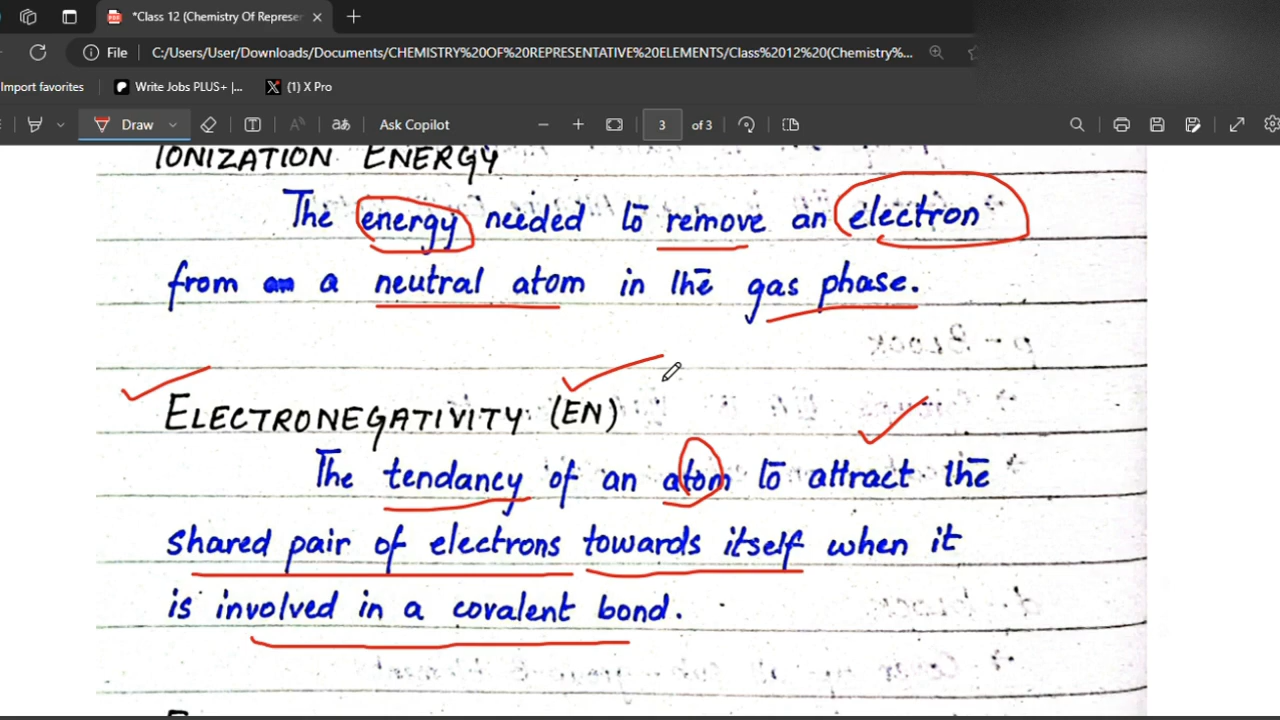 *Class 12 (Chemistry Of Represer
File C:/Users/User/Downloads/Documents/CHEMISTRY%20OF%20REPRESENTATIVE%20ELEMENTS/Class%2012%20(Chemistry%...
Import favorites Write Jobs PLUS+ |... (1) X Pro
Draw aあ Ask Copilot 3 of 3
IONIZATION ENERGY
The energy needed to remove an electron
from a neutral atom in the gas phase.
ELECTRONEGATIVITY (EN)
The tendancy of an atom to attract the
shared pair of electrons towards itself when it
is involved in a covalent bond.